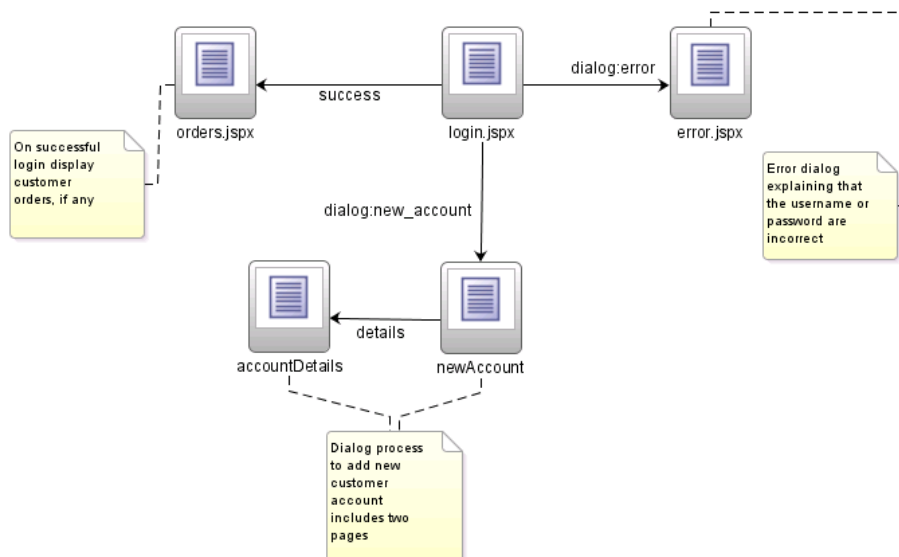 dialog:error
success
orders.jspx
login.jspx
error.jspx
On successful
login display
customer
orders, if any
Error dialog
explaining that
the username or
password are
incorrect
dialog:new_account
details
accountDetails
newAccount
Dialog process
to add new
customer
account
includes two
pages